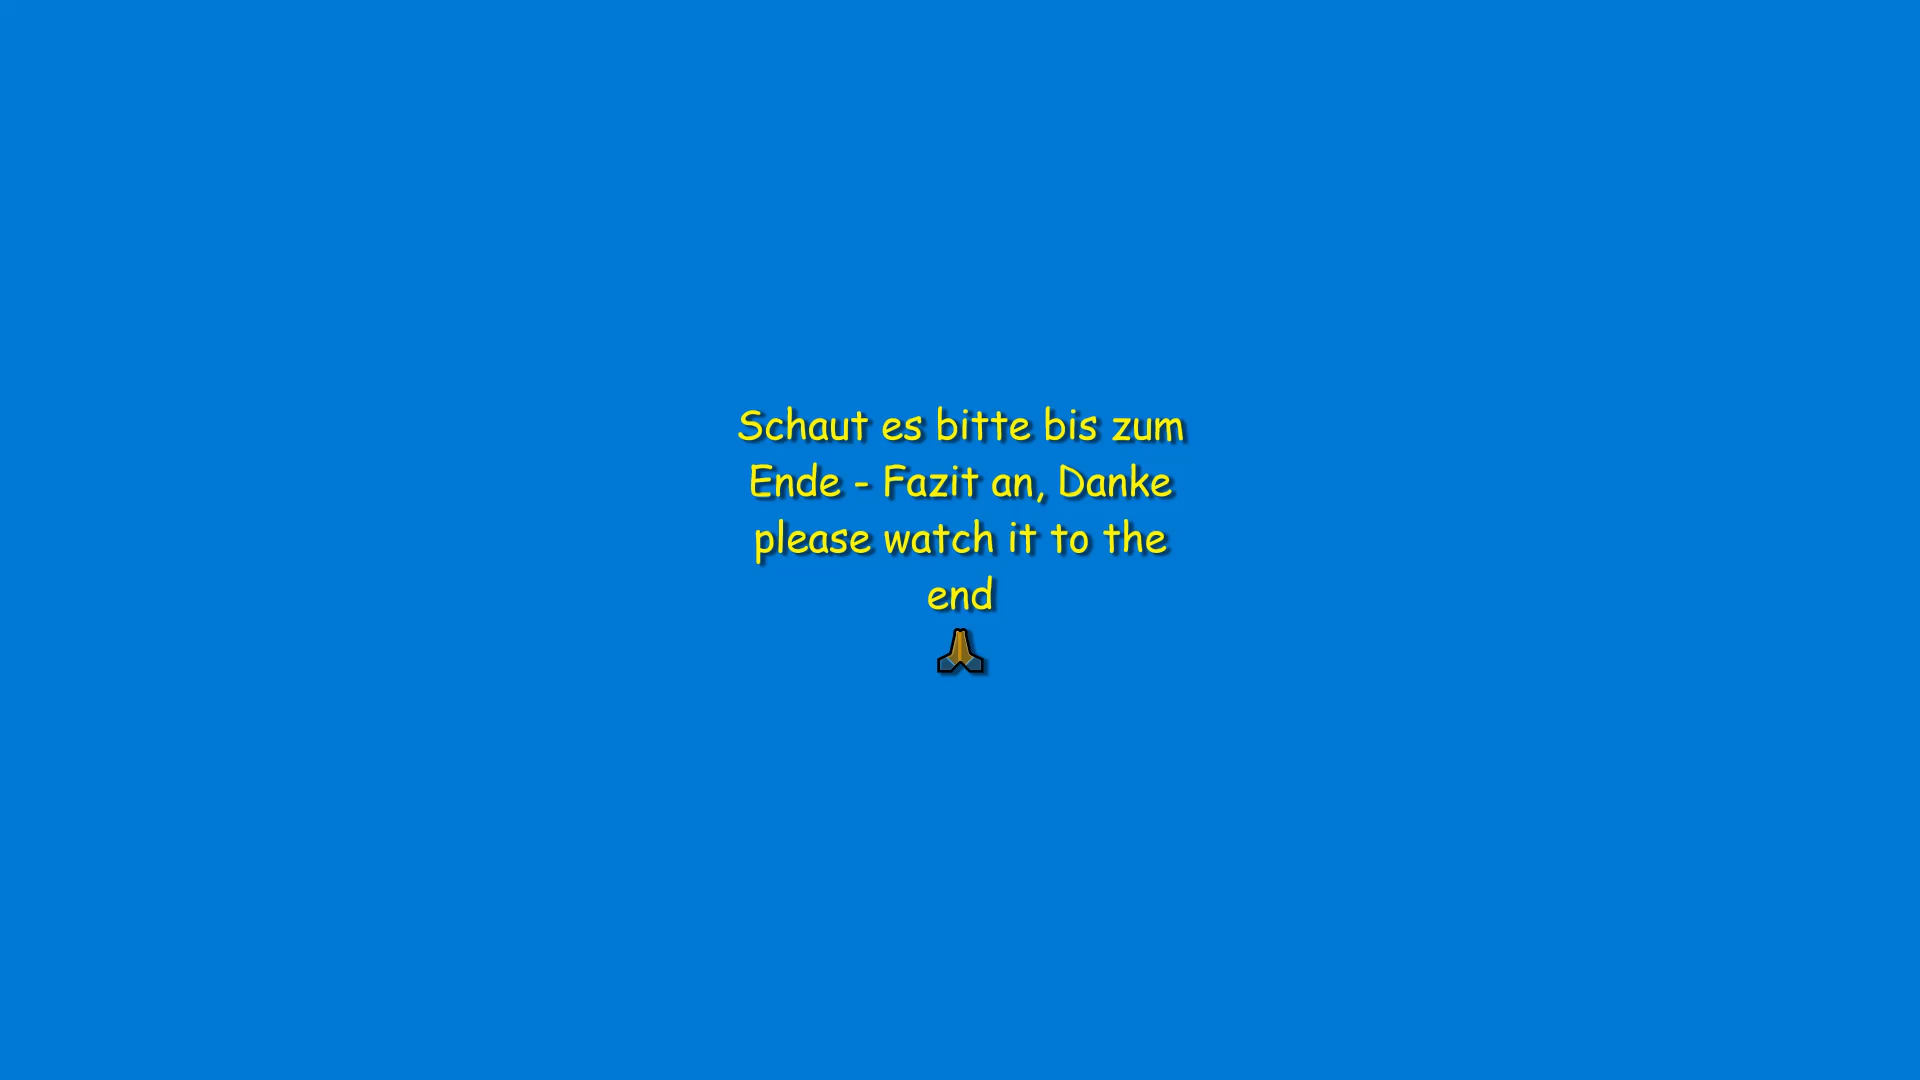 Schaut es bitte bis zum
Ende - Fazit an, Danke
please watch it to the
end
🙏